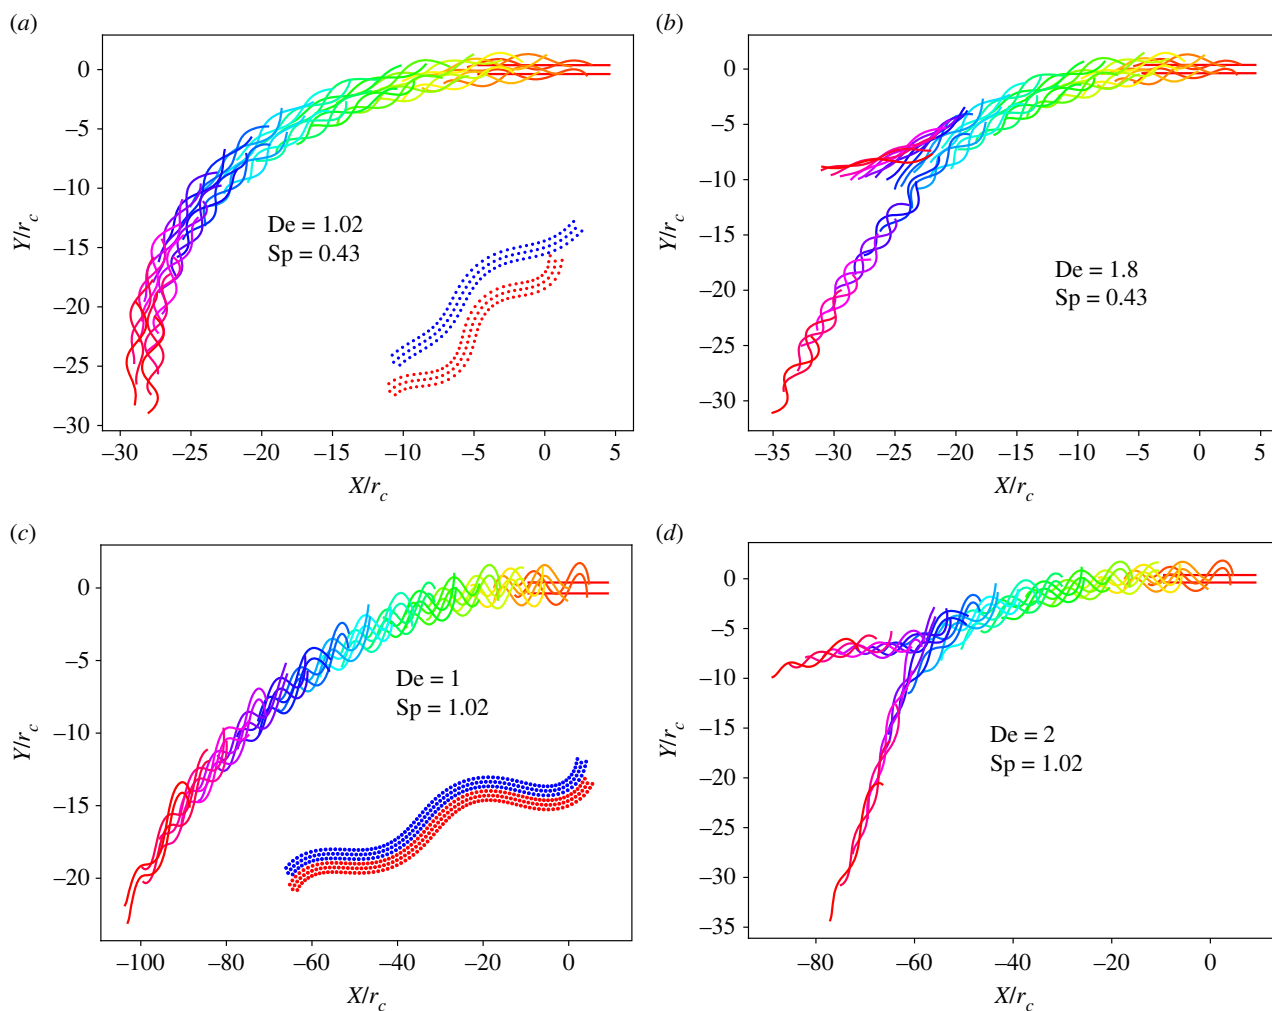 (a)
0
–5
–10
–15
–20
–25
–30
Y/r_c
De = 1.02
Sp = 0.43
–30 –25 –20 –15 –10 –5 0 5
X/r_c
(b)
0
–5
–10
–15
–20
–25
–30
Y/r_c
De = 1.8
Sp = 0.43
–35 –30 –25 –20 –15 –10 –5 0 5
X/r_c
(c)
0
–5
–10
–15
–20
Y/r_c
De = 1
Sp = 1.02
–100 –80 –60 –40 –20 0
X/r_c
(d)
0
–5
–10
–15
–20
–25
–30
–35
Y/r_c
De = 2
Sp = 1.02
–80 –60 –40 –20 0
X/r_c